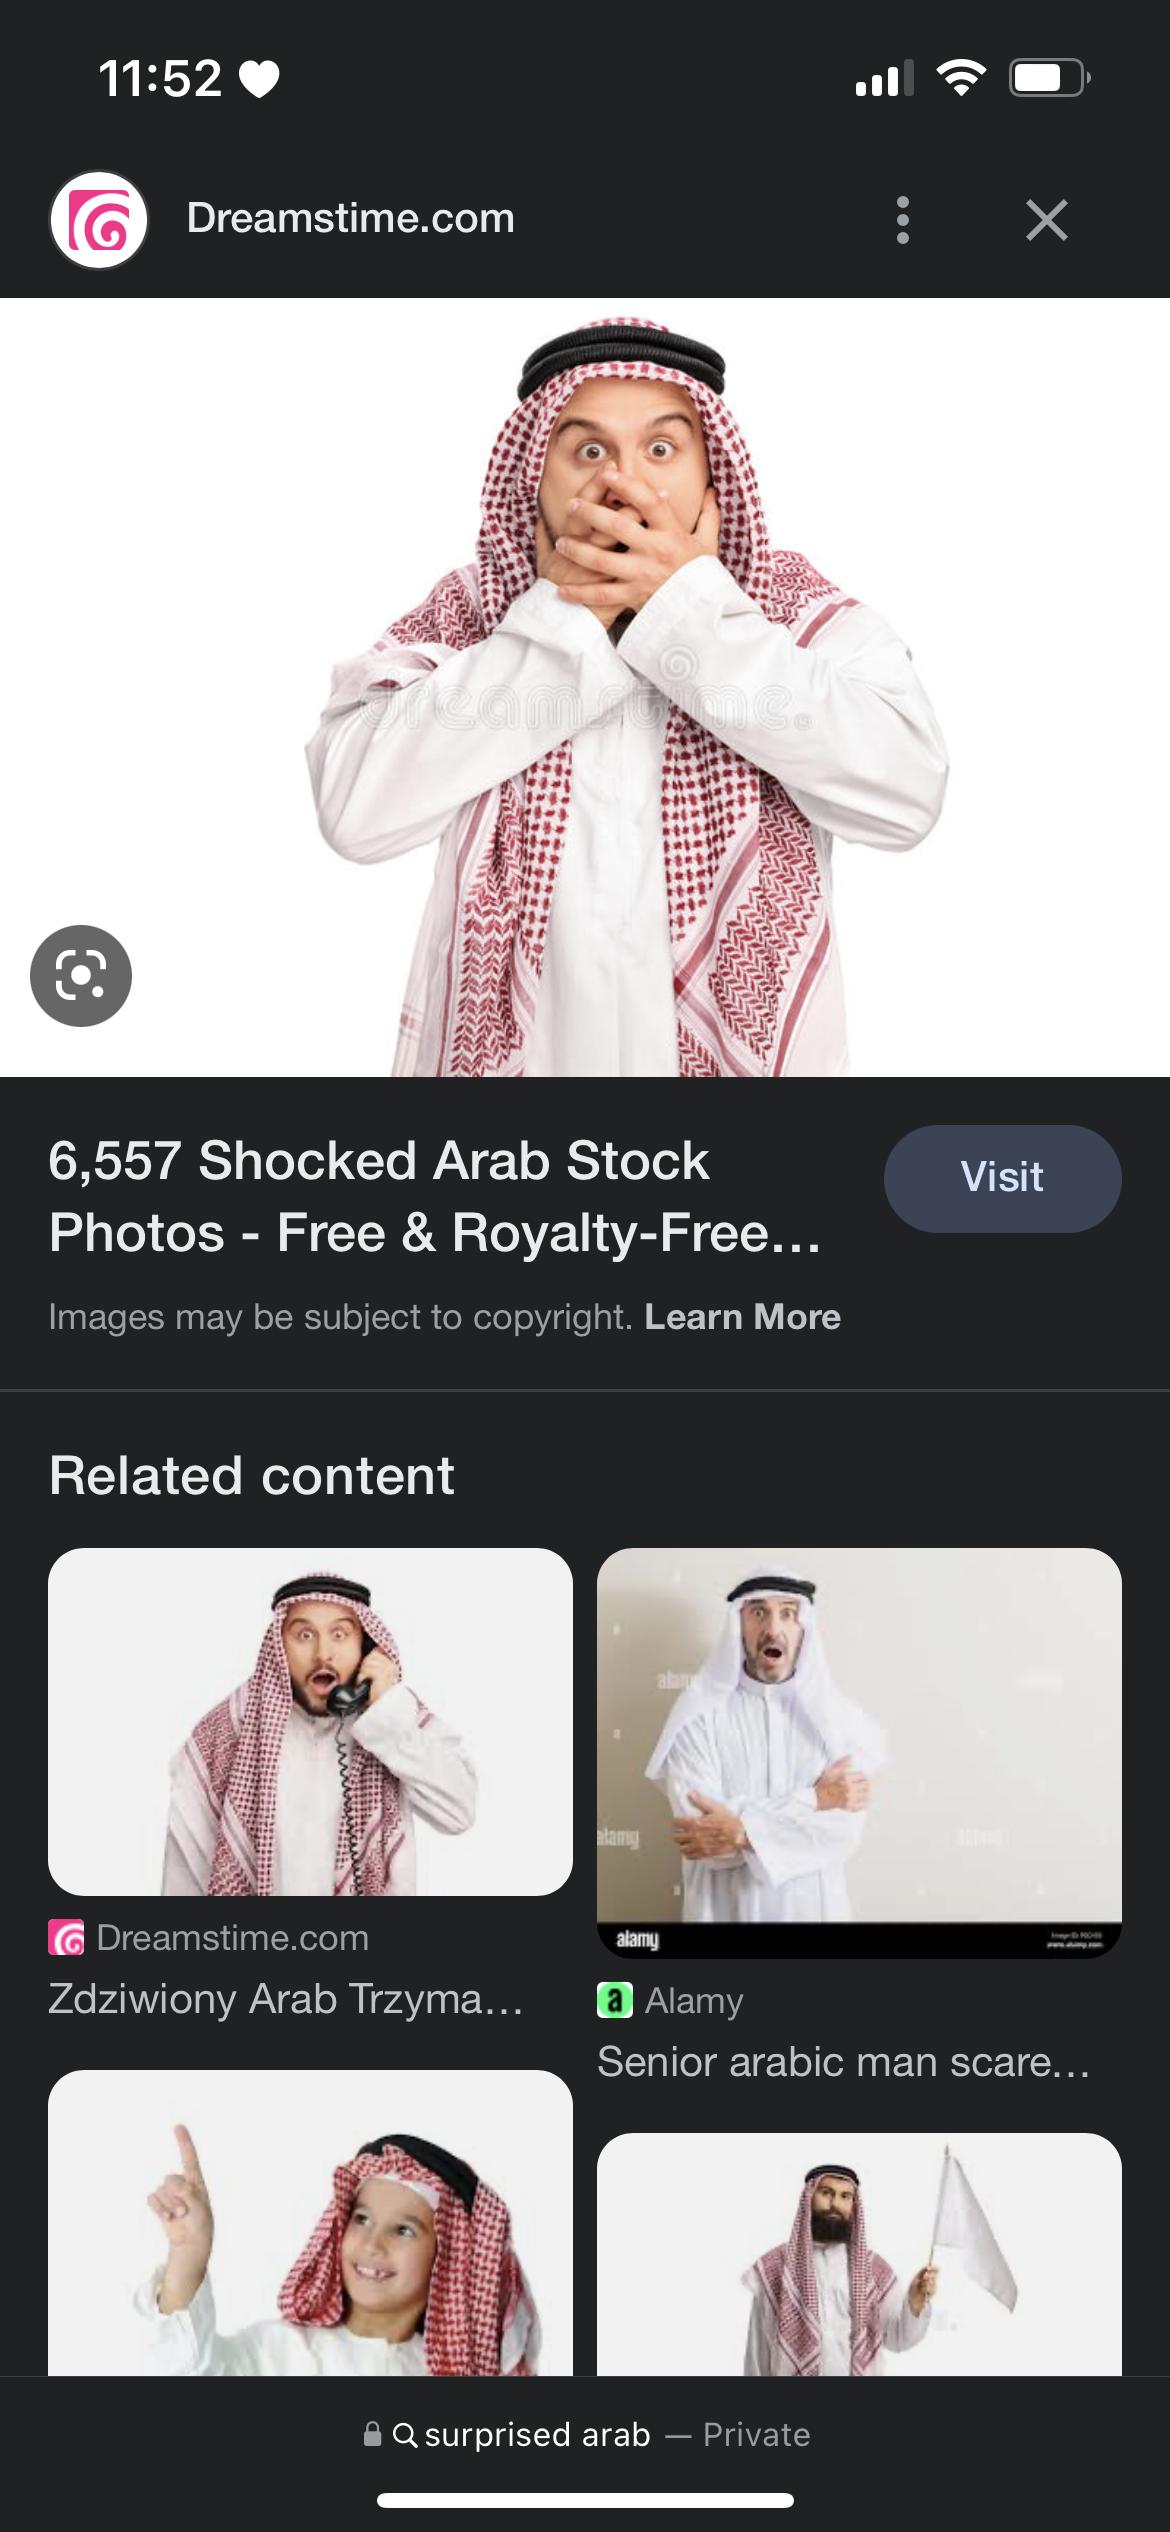 11:52
Dreamstime.com
dreamstime.
6,557 Shocked Arab Stock
Photos - Free & Royalty-Free...
Visit
Images may be subject to copyright. Learn More
Related content
alamy
a
a
alamy
alamy
Dreamstime.com
Zdziwiony Arab Trzyma...
a Alamy
Senior arabic man scare...
surprised arab — Private